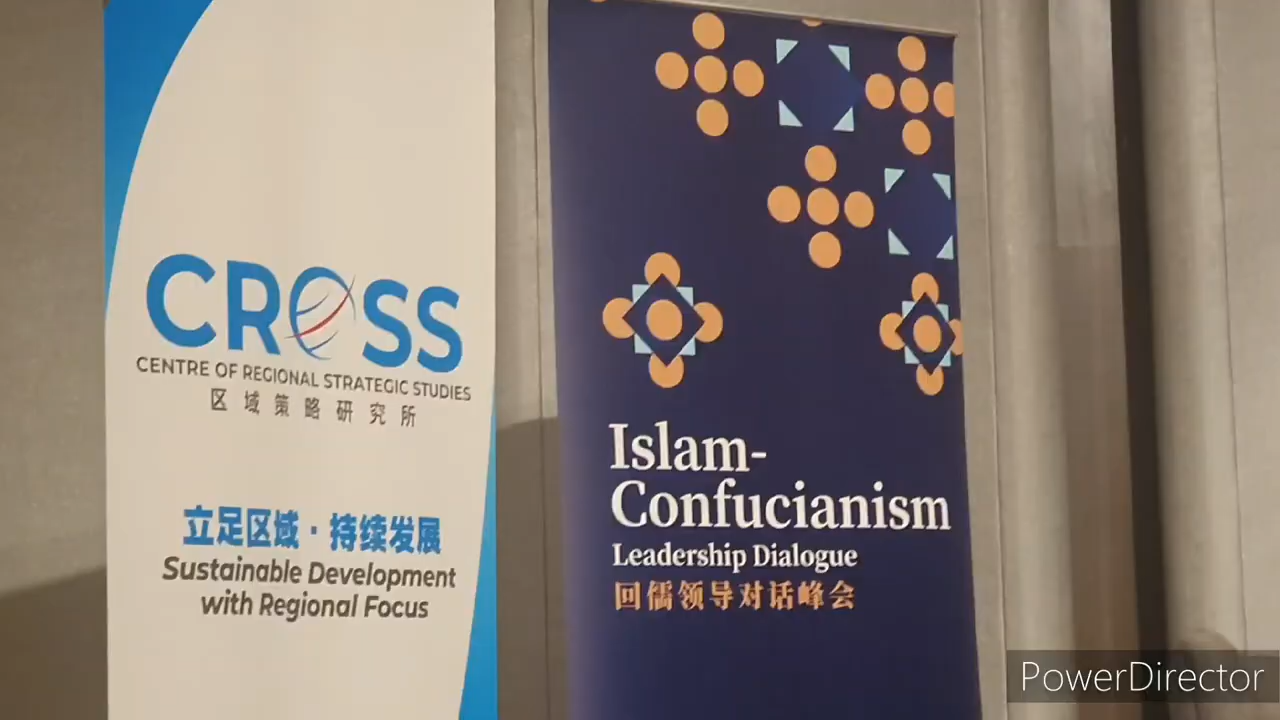 CROSS
CENTRE OF REGIONAL STRATEGIC STUDIES
区域策略研究所
立足区域·持续发展
Sustainable Development
with Regional Focus
Islam-
Confucianism
Leadership Dialogue
回儒领导对话峰会
PowerDirector